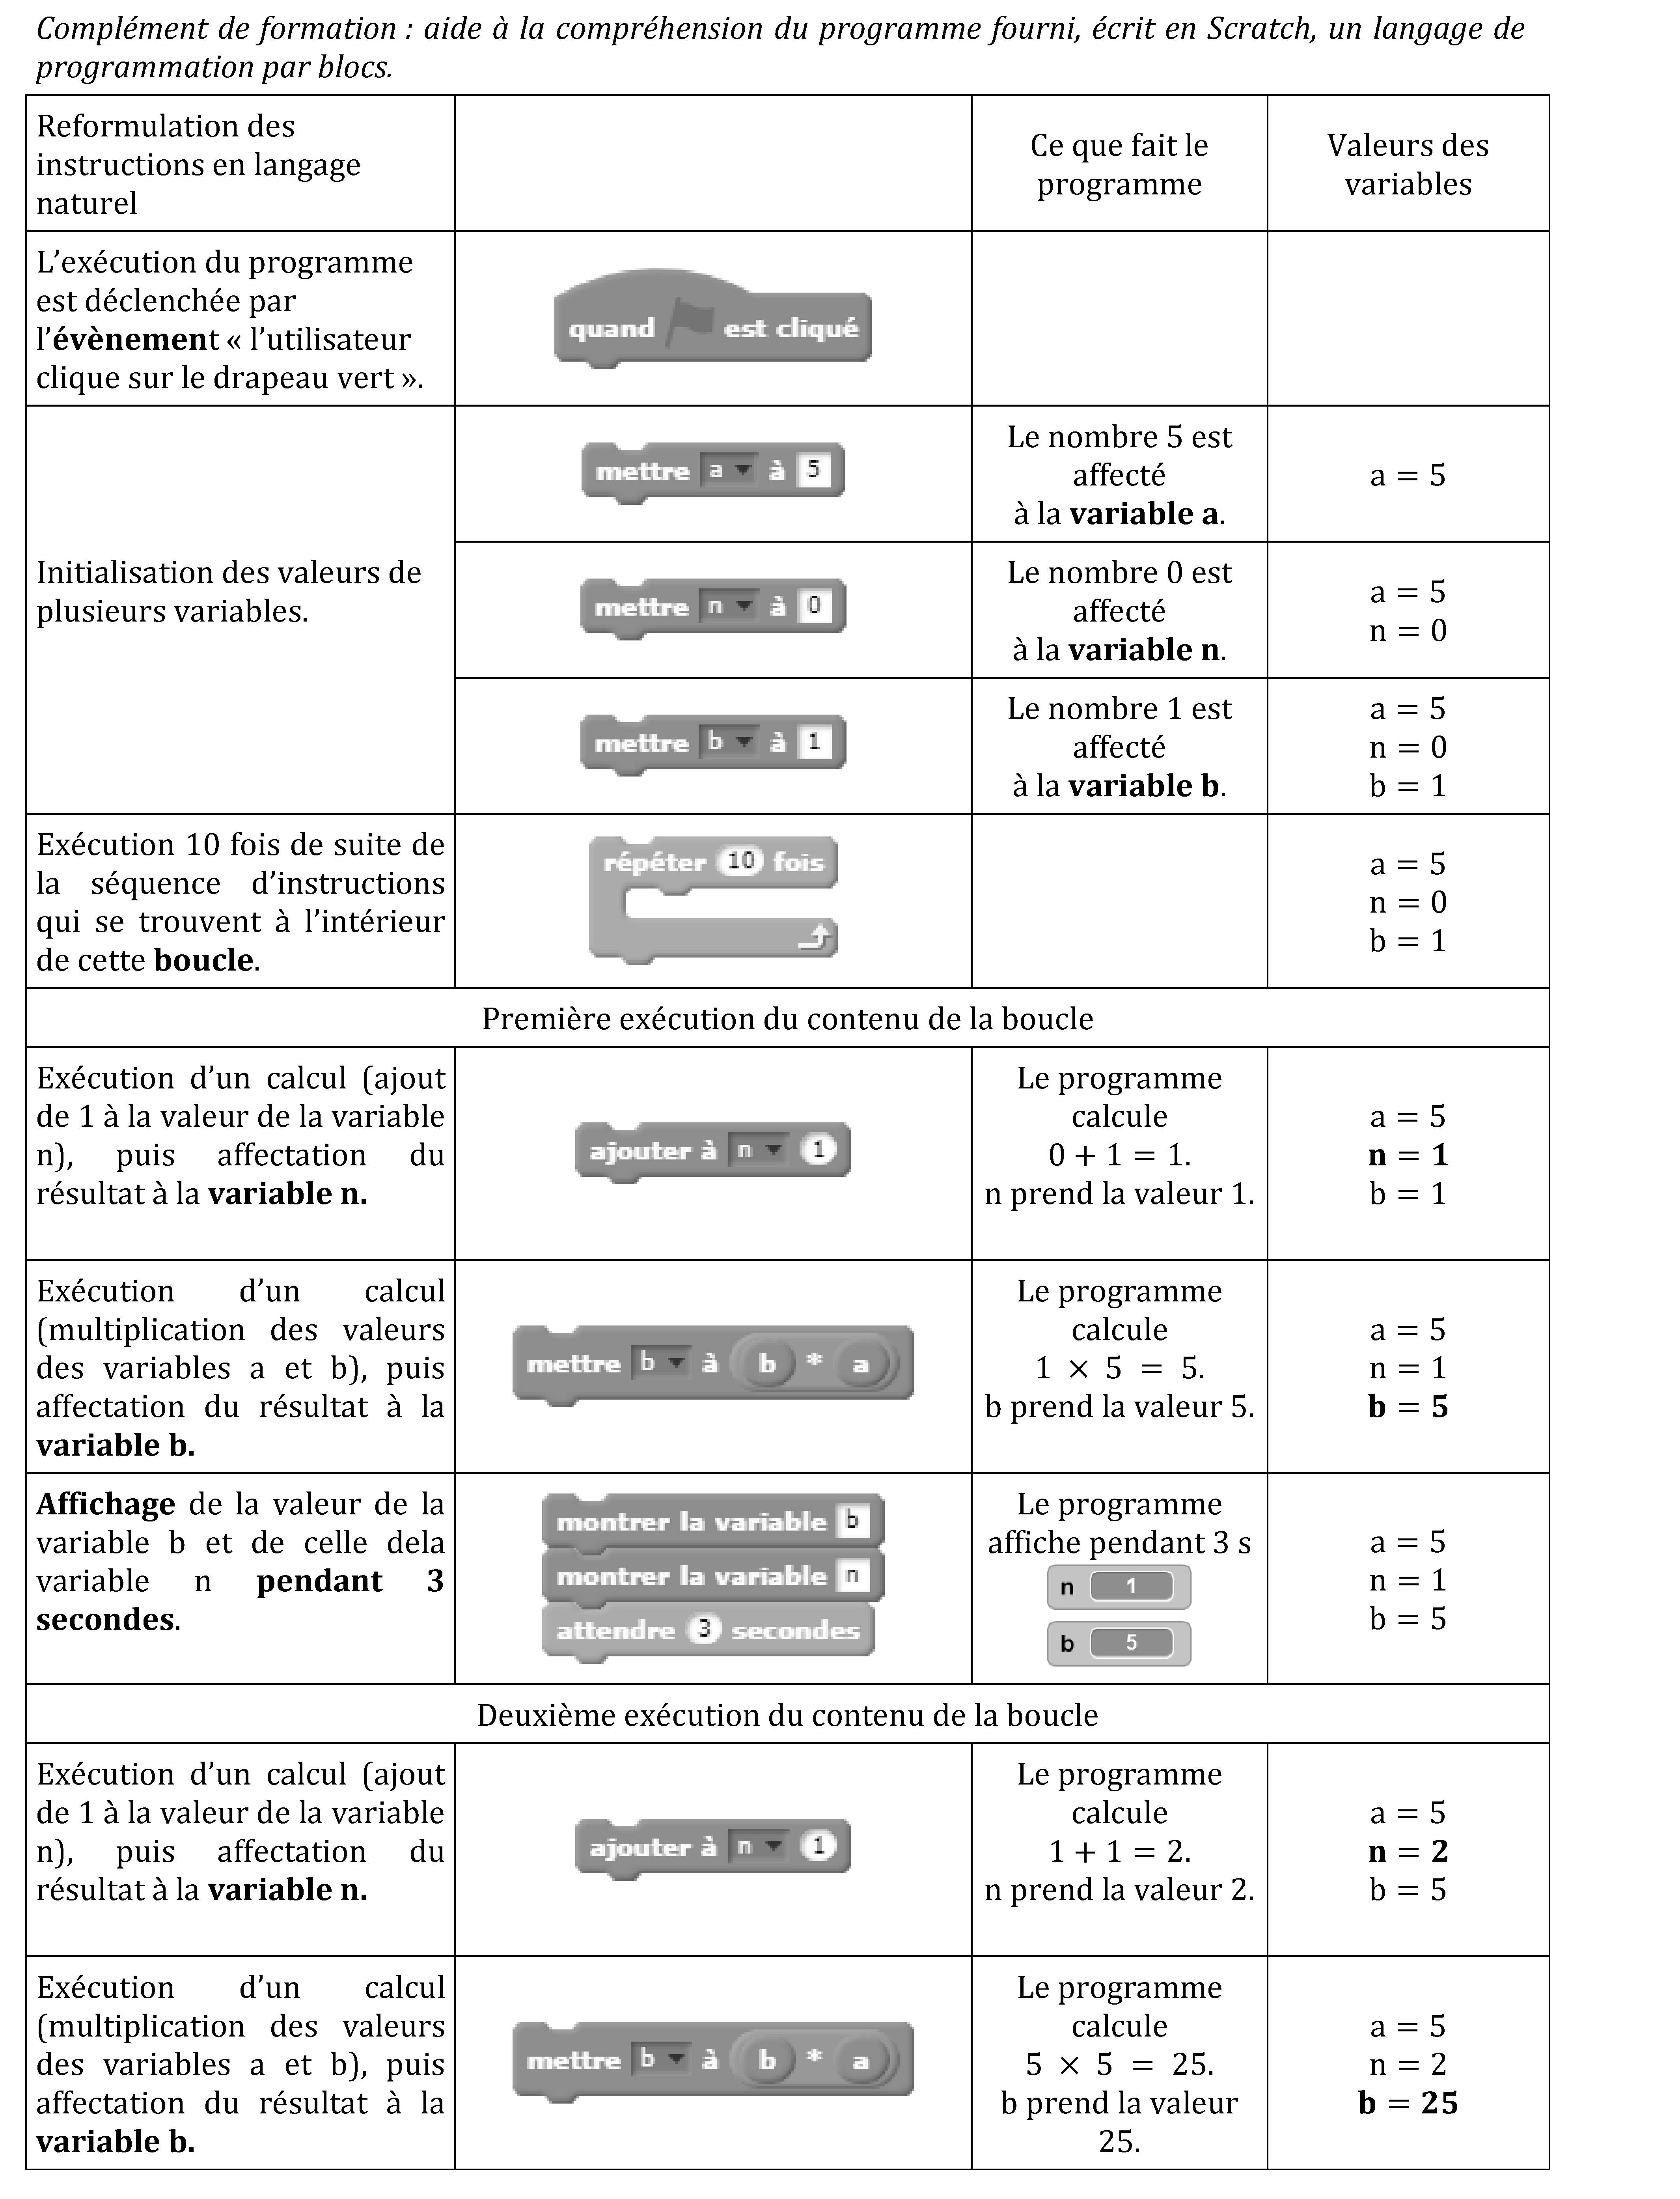 Complément de formation : aide à la compréhension du programme fourni, écrit en Scratch, un langage de
programmation par blocs.
Reformulation des
instructions en langage
naturel
Ce que fait le
programme
Valeurs des
variables
L’exécution du programme
est déclenchée par
l’évènement « l’utilisateur
clique sur le drapeau vert ».
quand est cliqué
Initialisation des valeurs de
plusieurs variables.
mettre a à 5
Le nombre 5 est
affecté
à la variable a.
a = 5
mettre n à 0
Le nombre 0 est
affecté
à la variable n.
a = 5
n = 0
mettre b à 1
Le nombre 1 est
affecté
à la variable b.
a = 5
n = 0
b = 1
Exécution 10 fois de suite de
la séquence d’instructions
qui se trouvent à l’intérieur
de cette boucle.
répéter 10 fois
a = 5
n = 0
b = 1
Première exécution du contenu de la boucle
Exécution d’un calcul (ajout
de 1 à la valeur de la variable
n), puis affectation du
résultat à la variable n.
ajouter à n 1
Le programme
calcule
0 + 1 = 1.
n prend la valeur 1.
a = 5
n = 1
b = 1
Exécution d’un calcul
(multiplication des valeurs
des variables a et b), puis
affectation du résultat à la
variable b.
mettre b à b * a
Le programme
calcule
1 × 5 = 5.
b prend la valeur 5.
a = 5
n = 1
b = 5
Affichage de la valeur de la
variable b et de celle dela
variable n pendant 3
secondes.
montrer la variable b
montrer la variable n
attendre 3 secondes
Le programme
affiche pendant 3 s
n 1
b 5
a = 5
n = 1
b = 5
Deuxième exécution du contenu de la boucle
Exécution d’un calcul (ajout
de 1 à la valeur de la variable
n), puis affectation du
résultat à la variable n.
ajouter à n 1
Le programme
calcule
1 + 1 = 2.
n prend la valeur 2.
a = 5
n = 2
b = 5
Exécution d’un calcul
(multiplication des valeurs
des variables a et b), puis
affectation du résultat à la
variable b.
mettre b à b * a
Le programme
calcule
5 × 5 = 25.
b prend la valeur
25.
a = 5
n = 2
b = 25